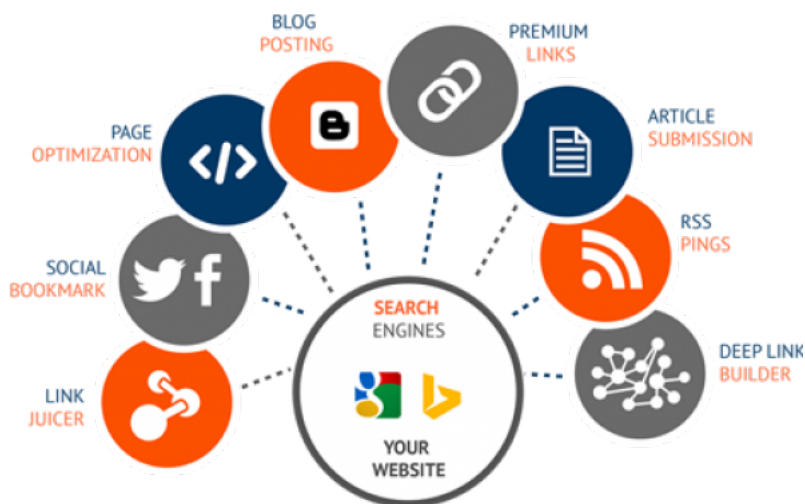 BLOG
POSTING
PREMIUM
LINKS
PAGE
OPTIMIZATION
ARTICLE
SUBMISSION
SOCIAL
BOOKMARK
RSS
PINGS
LINK
JUICER
DEEP LINK
BUILDER
SEARCH
ENGINES
YOUR
WEBSITE